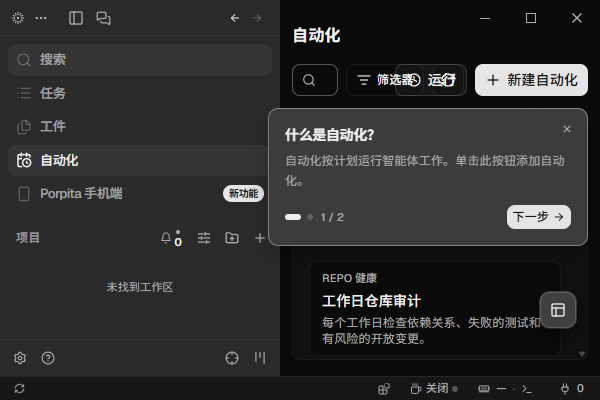 搜索
任务
工件
自动化
Porpita 手机端
新功能
项目
0
未找到工作区
自动化
筛选器
运行
新建自动化
什么是自动化?
自动化按计划运行智能体工作。单击此按钮添加自动
化。
1 / 2
下一步
REPO 健康
工作日仓库审计
每个工作日检查依赖关系、失败的测试和
有风险的开放变更。
关闭
0